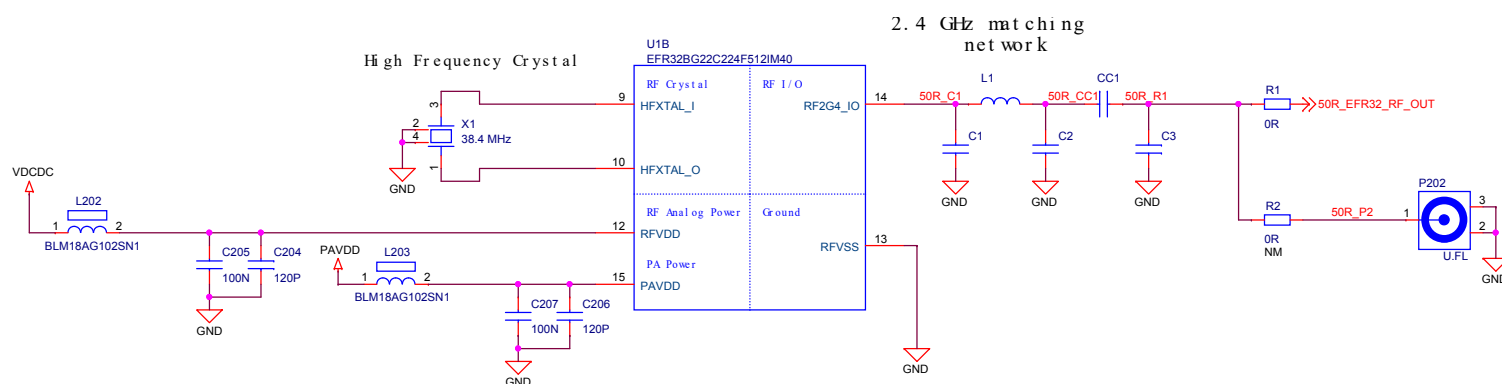 2.4 GHz matching
network
High Frequency Crystal
U1B
EFR32BG22C224F512IM40
RF Crystal
RF I/O
9
HFXTAL_I
RF2G4_IO
14
50R_C1
L1
50R_CC1
CC1
50R_R1
R1
0R
50R_EFR32_RF_OUT
3
2
4
1
X1
38.4 MHz
GND
C1
GND
C2
GND
C3
GND
10
HFXTAL_O
VDCDC
L202
1
2
BLM18AG102SN1
RF Analog Power
Ground
12
RFVDD
C205
100N
C204
120P
GND
PAVDD
L203
1
2
BLM18AG102SN1
RFVSS
13
PA Power
15
PAVDD
C207
100N
C206
120P
GND
GND
R2
0R
NM
50R_P2
P202
1
3
2
U.FL
GND